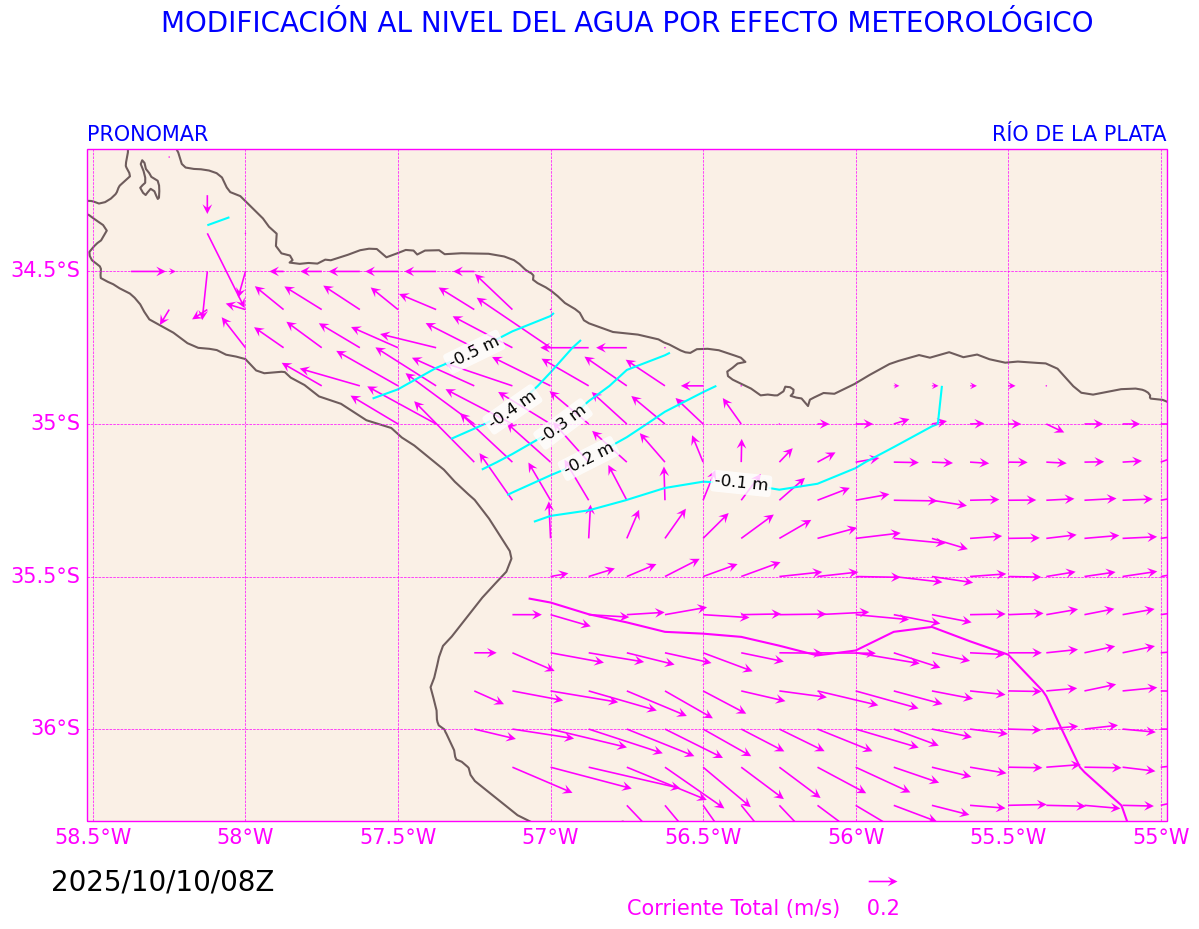 MODIFICACIÓN AL NIVEL DEL AGUA POR EFECTO METEOROLÓGICO
PRONOMAR
RÍO DE LA PLATA
34.5°S
-0.5 m
-0.4 m
35°S
-0.3 m
-0.2 m
-0.1 m
35.5°S
36°S
58.5°W 58°W 57.5°W 57°W 56.5°W 56°W 55.5°W 55°W
2025/10/10/08Z
Corriente Total (m/s) 0.2